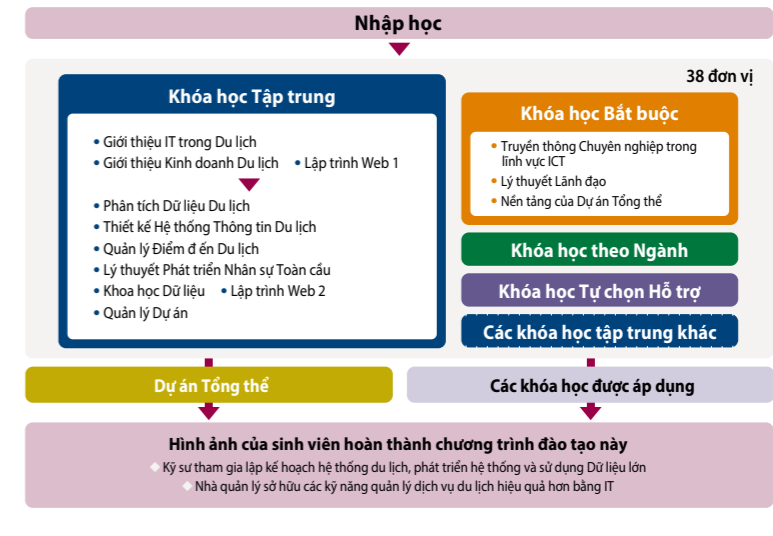 Nhập học
38 đơn vị
Khóa học Tập trung
• Giới thiệu IT trong Du lịch
• Giới thiệu Kinh doanh Du lịch • Lập trình Web 1
• Phân tích Dữ liệu Du lịch
• Thiết kế Hệ thống Thông tin Du lịch
• Quản lý Điểm đ ến Du lịch
• Lý thuyết Phát triển Nhân sự Toàn cầu
• Khoa học Dữ liệu • Lập trình Web 2
• Quản lý Dự án
Khóa học Bắt buộc
• Truyền thông Chuyên nghiệp trong
lĩnh vực ICT
• Lý thuyết Lãnh đạo
• Nền tảng của Dự án Tổng thể
Khóa học theo Ngành
Khóa học Tự chọn Hỗ trợ
Các khóa học tập trung khác
Dự án Tổng thể
Các khóa học được áp dụng
Hình ảnh của sinh viên hoàn thành chương trình đào tạo này
◆ Kỹ sư tham gia lập kế hoạch hệ thống du lịch, phát triển hệ thống và sử dụng Dữ liệu lớn
◆ Nhà quản lý sở hữu các kỹ năng quản lý dịch vụ du lịch hiệu quả hơn bằng IT